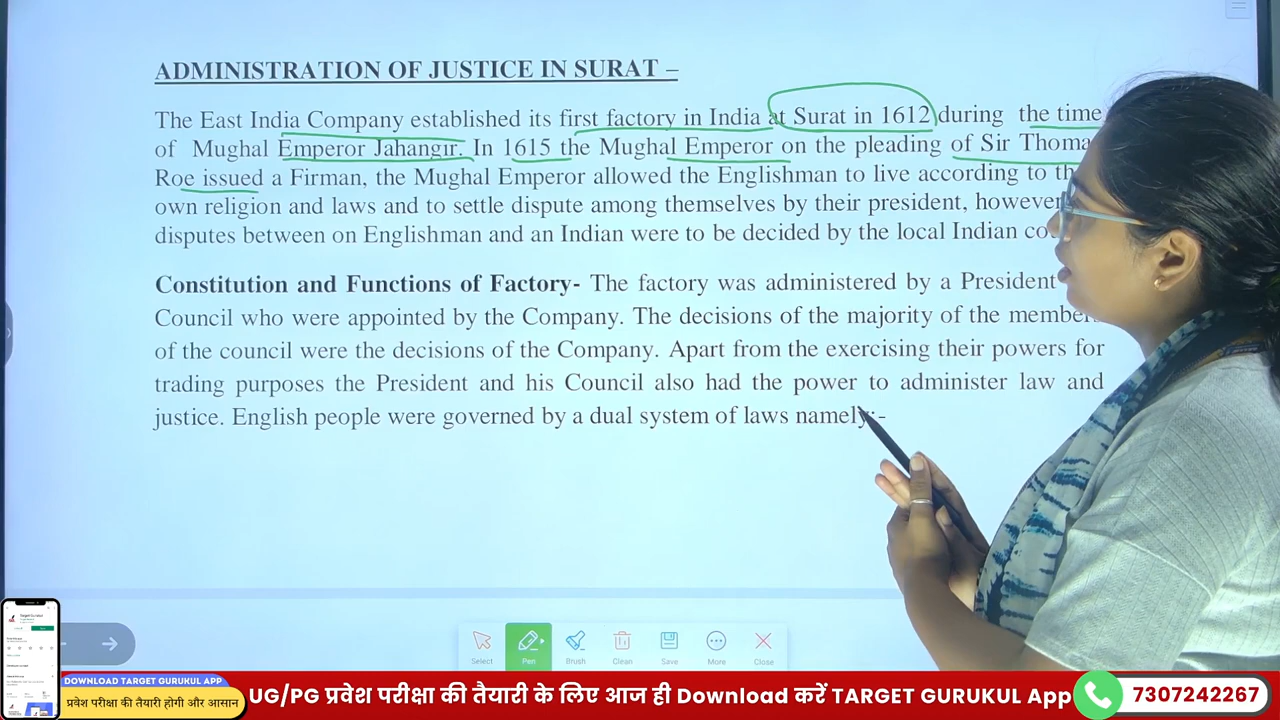 ADMINISTRATION OF JUSTICE IN SURAT –
The East India Company established its first factory in India at Surat in 1612 during the time
of Mughal Emperor Jahangir. In 1615 the Mughal Emperor on the pleading of Sir Thoma
Roe issued a Firman, the Mughal Emperor allowed the Englishman to live according to
own religion and laws and to settle dispute among themselves by their president, however
disputes between on Englishman and an Indian were to be decided by the local Indian
Constitution and Functions of Factory- The factory was administered by a President
Council who were appointed by the Company. The decisions of the majority of the
of the council were the decisions of the Company. Apart from the exercising their powers for
trading purposes the President and his Council also had the power to administer law and
justice. English people were governed by a dual system of laws namely:-
Select
Pen
Brush
Clean
Save
More
Close
DOWNLOAD TARGET GURUKUL APP
प्रवेश परीक्षा की तैयारी होगी और आसान
UG/PG प्रवेश परीक्षा की तैयारी के लिए आज ही Download करें TARGET GURUKUL App
7307242267